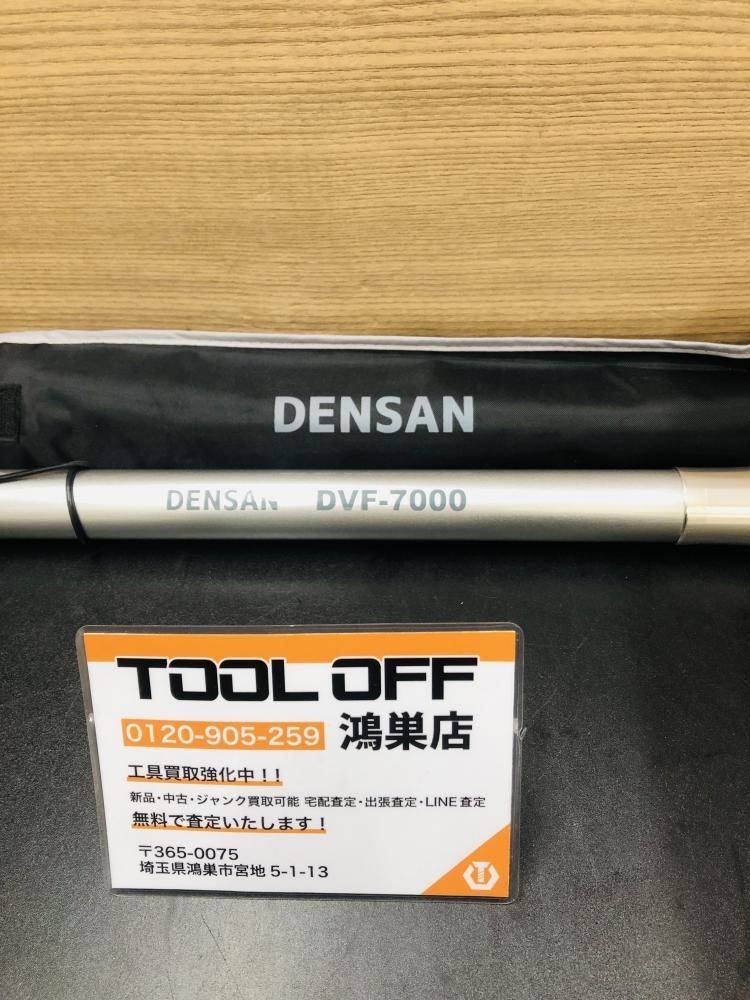 DENSAN
DENSAN DVF-7000
TOOL OFF
0120-905-259 鴻巣店
工具買取強化中！！
新品・中古・ジャンク買取可能 宅配査定・出張査定・LINE査定
無料で査定いたします！
〒365-0075
埼玉県鴻巣市宮地 5-1-13